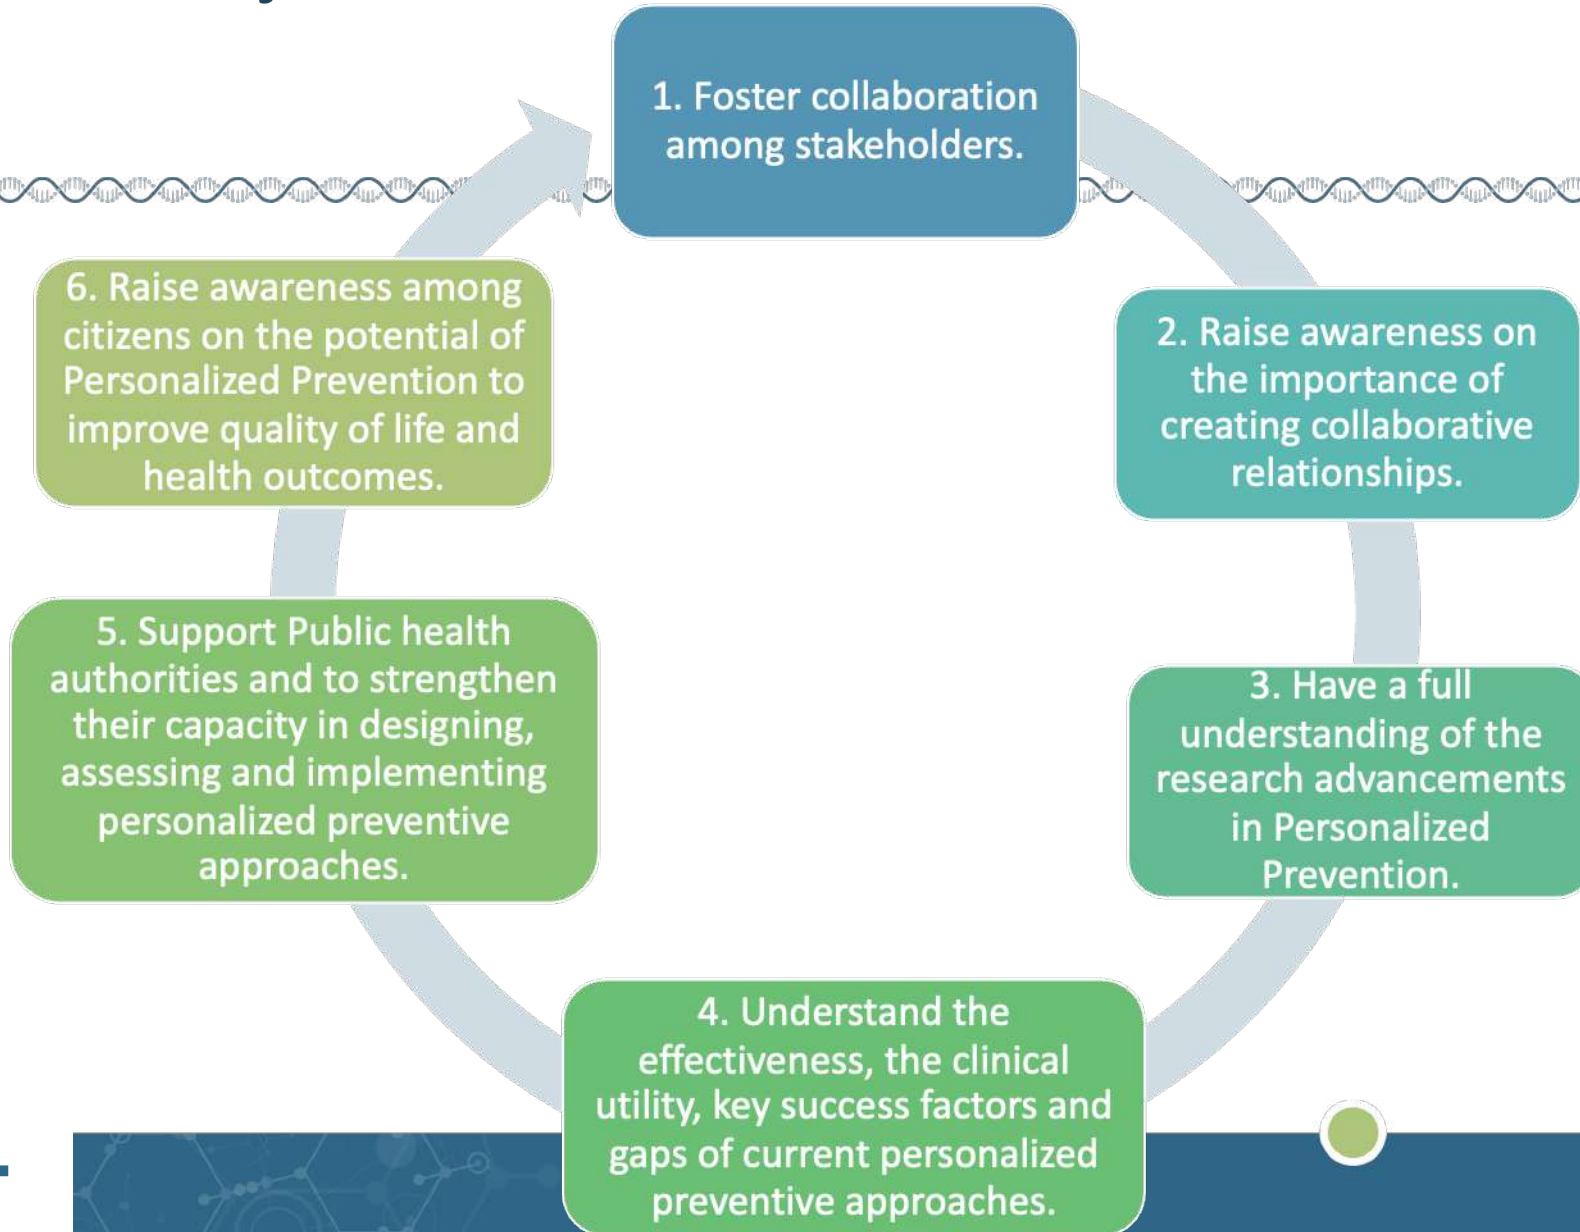 1. Foster collaboration
among stakeholders.
2. Raise awareness on
the importance of
creating collaborative
relationships.
3. Have a full
understanding of the
research advancements
in Personalized
Prevention.
4. Understand the
effectiveness, the clinical
utility, key success factors and
gaps of current personalized
preventive approaches.
5. Support Public health
authorities and to strengthen
their capacity in designing,
assessing and implementing
personalized preventive
approaches.
6. Raise awareness among
citizens on the potential of
Personalized Prevention to
improve quality of life and
health outcomes.